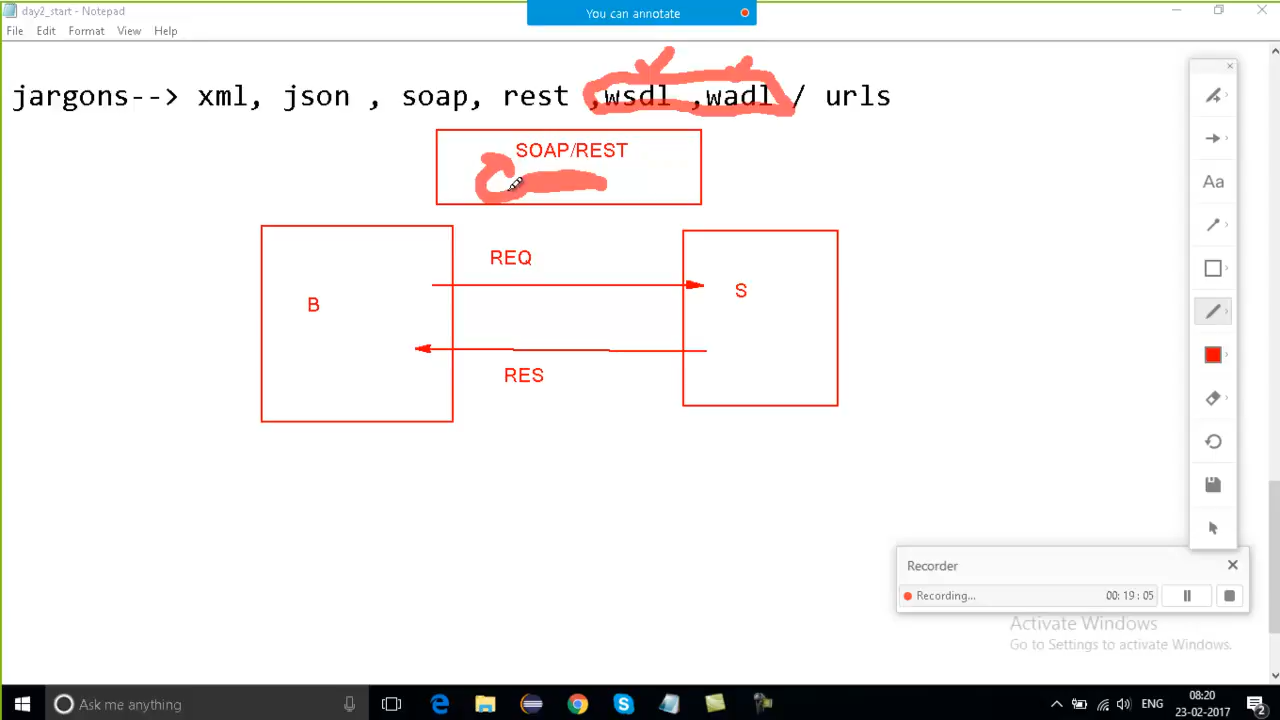 day2_start - Notepad
You can annotate
File Edit Format View Help
jargons--> xml, json , soap, rest ,wsdl ,wadl / urls
SOAP/REST
REQ
B
S
RES
Aa
Recorder
Recording... 00:19:05
Activate Windows
Go to Settings to activate Windows.
Ask me anything
ENG
08:20
23-02-2017
2